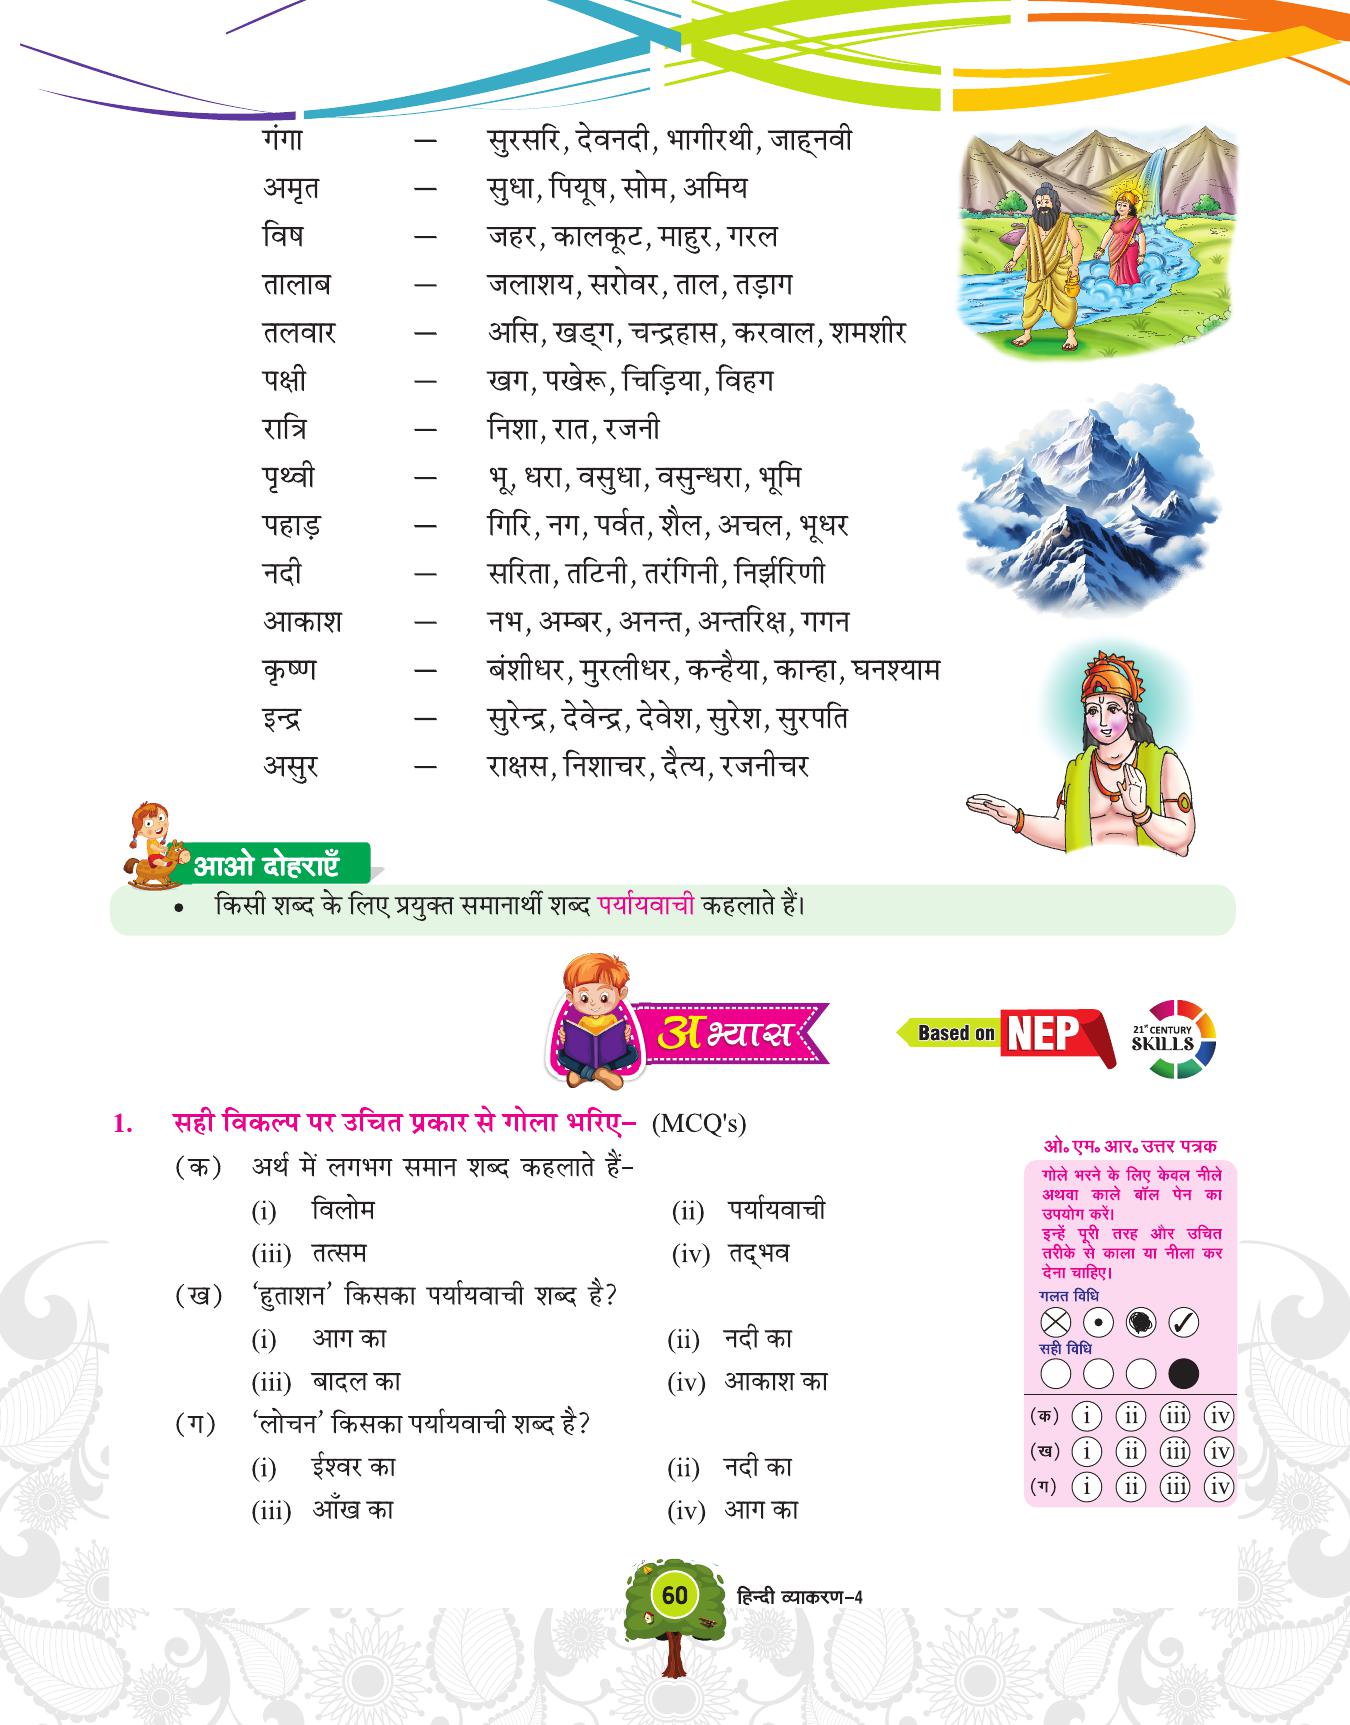 गंगा — सुरसरि, देवनदी, भागीरथी, जाह्नवी
अमृत — सुधा, पियूष, सोम, अमिय
विष — जहर, कालकूट, माहुर, गरल
तालाब — जलाशय, सरोवर, ताल, तड़ाग
तलवार — असि, खड्ग, चन्द्रहास, करवाल, शमशीर
पक्षी — खग, पखेरू, चिड़िया, विहग
रात्रि — निशा, रात, रजनी
पृथ्वी — भू, धरा, वसुधा, वसुन्धरा, भूमि
पहाड़ — गिरि, नग, पर्वत, शैल, अचल, भूधर
नदी — सरिता, तटिनी, तरंगिनी, निर्झरिणी
आकाश — नभ, अम्बर, अनन्त, अन्तरिक्ष, गगन
कृष्ण — बंशीधर, मुरलीधर, कन्हैया, कान्हा, घनश्याम
इन्द्र — सुरेन्द्र, देवेन्द्र, देवेश, सुरेश, सुरपति
असुर — राक्षस, निशाचर, दैत्य, रजनीचर
आओ दोहराएँ
• किसी शब्द के लिए प्रयुक्त समानार्थी शब्द पर्यायवाची कहलाते हैं।
अभ्यास
Based on NEP
21st CENTURY
SKILLS
1. सही विकल्प पर उचित प्रकार से गोला भरिए– (MCQ's)
(क) अर्थ में लगभग समान शब्द कहलाते हैं–
(i) विलोम (ii) पर्यायवाची
(iii) तत्सम (iv) तद्भव
(ख) ‘हुताशन’ किसका पर्यायवाची शब्द है?
(i) आग का (ii) नदी का
(iii) बादल का (iv) आकाश का
(ग) ‘लोचन’ किसका पर्यायवाची शब्द है?
(i) ईश्वर का (ii) नदी का
(iii) आँख का (iv) आग का
ओ॰ एम॰ आर॰ उत्तर पत्रक
गोले भरने के लिए केवल नीले
अथवा काले बॉल पेन का
उपयोग करें।
इन्हें पूरी तरह और उचित
तरीके से काला या नीला कर
देना चाहिए।
गलत विधि
सही विधि
(क) i ii iii iv
(ख) i ii iii iv
(ग) i ii iii iv
60 हिन्दी व्याकरण–4